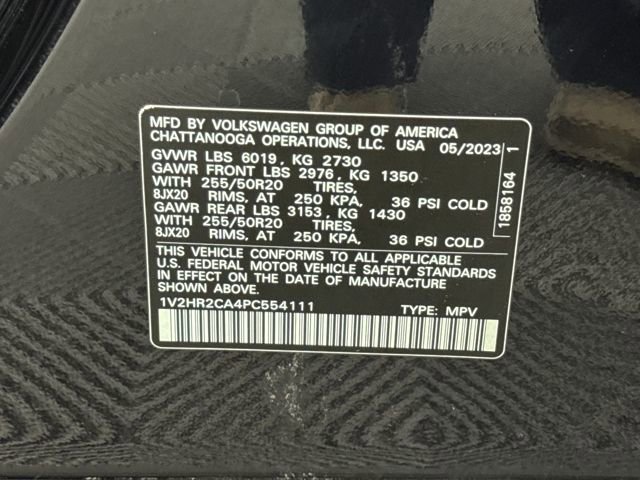 MFD BY VOLKSWAGEN GROUP OF AMERICA
CHATTANOOGA OPERATIONS, LLC. USA 05/2023
GVWR LBS 6019, KG 2730
GAWR FRONT LBS 2976, KG 1350
WITH 255/50R20 TIRES,
8JX20 RIMS, AT 250 KPA, 36 PSI COLD
GAWR REAR LBS 3153, KG 1430
WITH 255/50R20 TIRES,
8JX20 RIMS, AT 250 KPA, 36 PSI COLD
THIS VEHICLE CONFORMS TO ALL APPLICABLE
U.S. FEDERAL MOTOR VEHICLE SAFETY STANDARDS
IN EFFECT ON THE DATE OF MANUFACTURE
SHOWN ABOVE.
1V2HR2CA4PC554111 TYPE: MPV
1858164 1